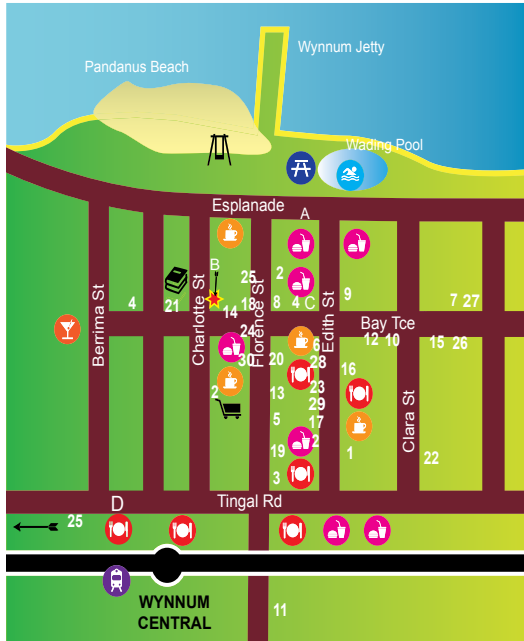 Wynnum Jetty
Pandanus Beach
Wading Pool
Esplanade
A
B
25
2
9
4
21
18
8
4
C
7
27
14
Berrima St
Charlotte St
Florence St
Edith St
24
Bay Tce
6
12
10
15
26
30
20
28
16
2
13
23
29
Clara St
5
17
2
19
1
22
3
Tingal Rd
D
25
WYNNUM
CENTRAL
11